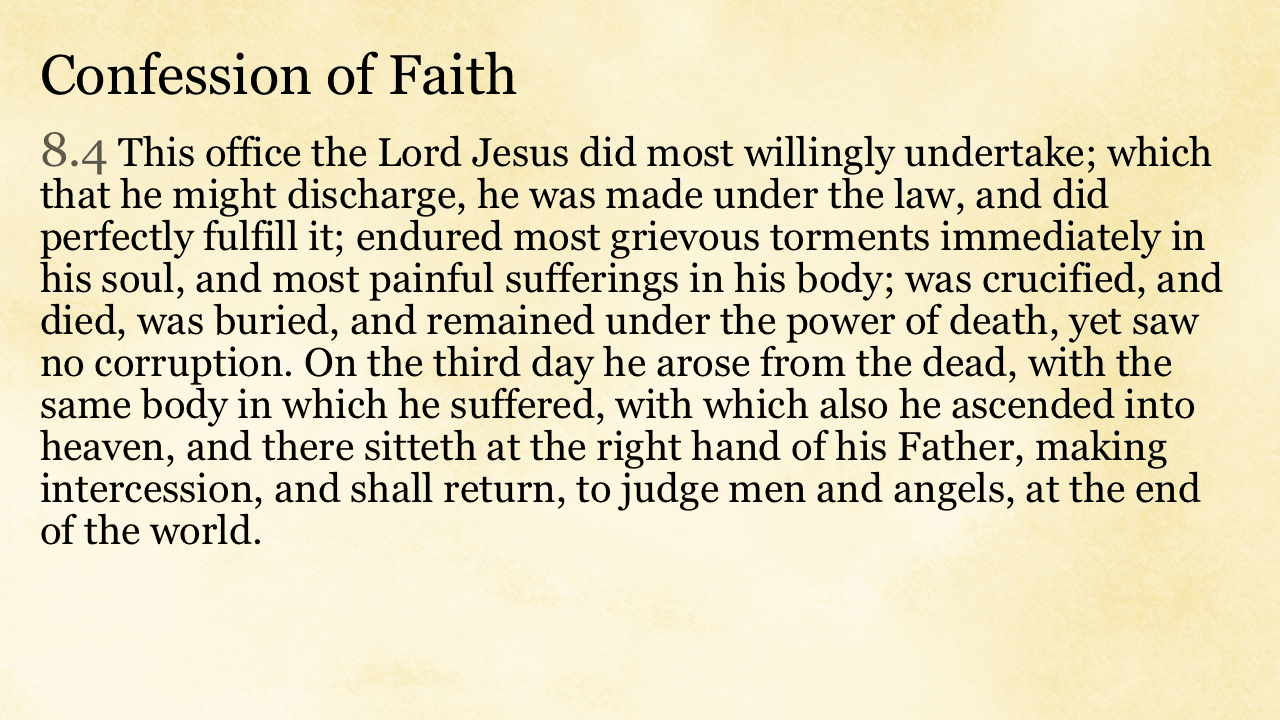 Confession of Faith
8.4 This office the Lord Jesus did most willingly undertake; which
that he might discharge, he was made under the law, and did
perfectly fulfill it; endured most grievous torments immediately in
his soul, and most painful sufferings in his body; was crucified, and
died, was buried, and remained under the power of death, yet saw
no corruption. On the third day he arose from the dead, with the
same body in which he suffered, with which also he ascended into
heaven, and there sitteth at the right hand of his Father, making
intercession, and shall return, to judge men and angels, at the end
of the world.